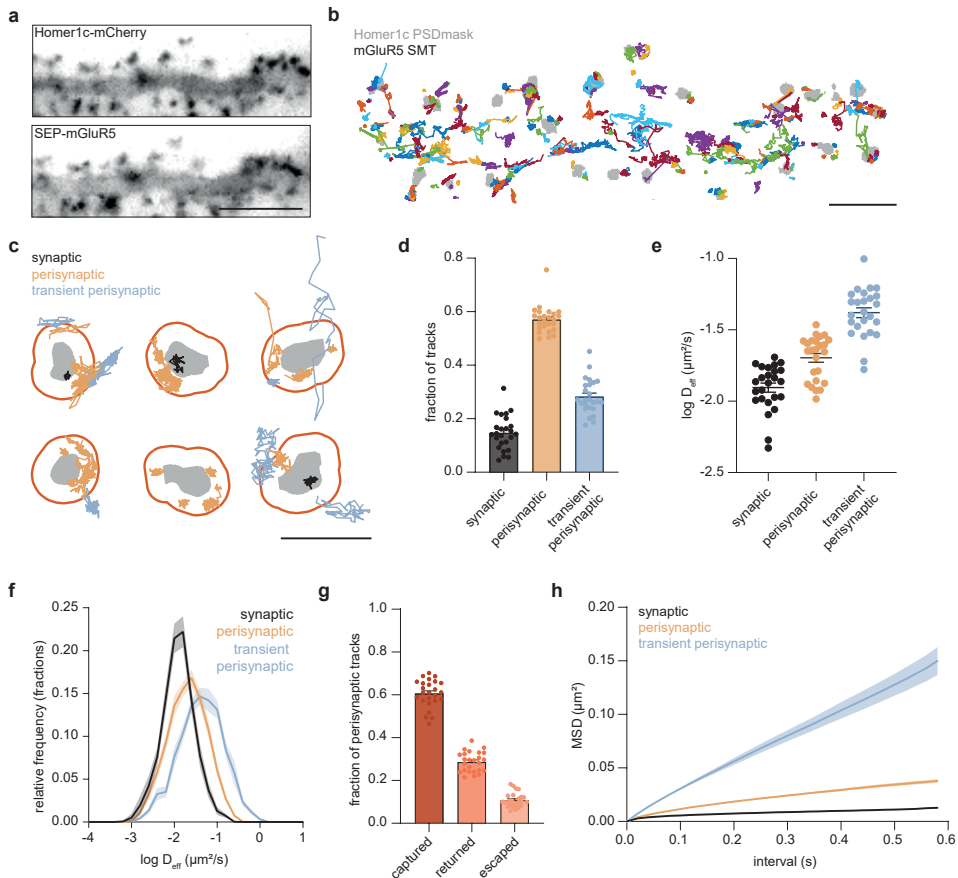 a
Homer1c-mCherry
SEP-mGluR5
b
Homer1c PSDmask
mGluR5 SMT
c
synaptic
perisynaptic
transient perisynaptic
d
fraction of tracks
0.8
0.6
0.4
0.2
0.0
synaptic
perisynaptic
transient
perisynaptic
e
log D_eff (µm²/s)
-1.0
-1.5
-2.0
-2.5
synaptic
perisynaptic
transient
perisynaptic
f
synaptic
perisynaptic
transient
perisynaptic
relative frequency (fractions)
0.25
0.20
0.15
0.10
0.05
0.00
-4
-3
-2
-1
0
1
log D_eff (µm²/s)
g
fraction of perisynaptic tracks
1.0
0.8
0.6
0.4
0.2
0.0
captured
returned
escaped
h
synaptic
perisynaptic
transient perisynaptic
MSD (µm²)
0.20
0.15
0.10
0.05
0.00
0.0
0.1
0.2
0.3
0.4
0.5
0.6
interval (s)